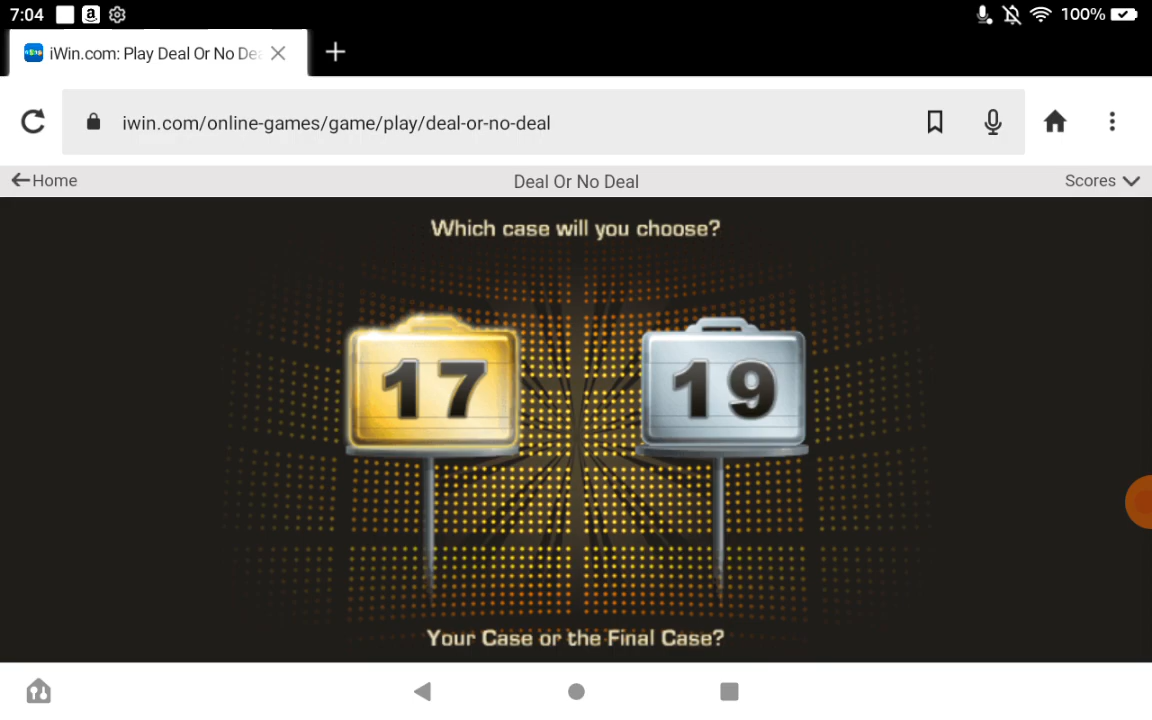 7:04
a
100%
iWin.com: Play Deal Or No De
iwin.com/online-games/game/play/deal-or-no-deal
Home
Deal Or No Deal
Scores
Which case will you choose?
17
19
Your Case or the Final Case?